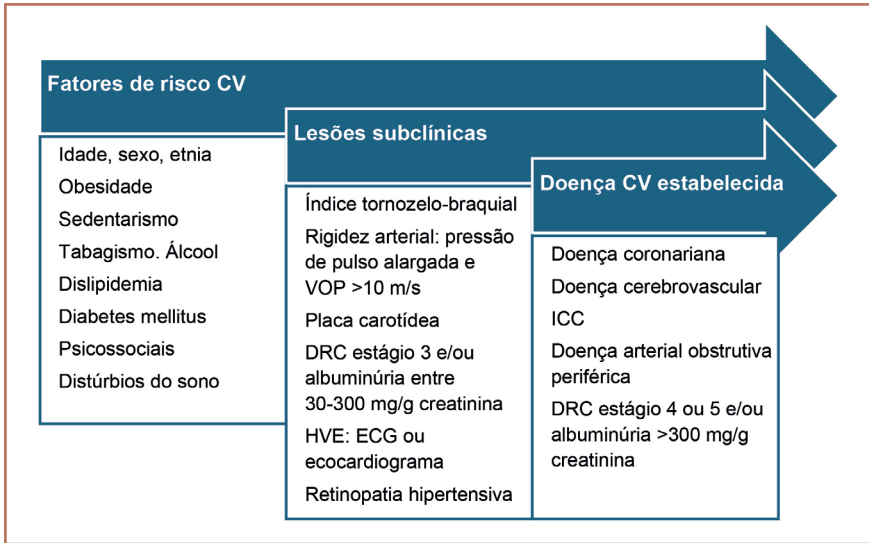 Fatores de risco CV
Idade, sexo, etnia
Obesidade
Sedentarismo
Tabagismo. Álcool
Dislipidemia
Diabetes mellitus
Psicossociais
Distúrbios do sono
Lesões subclínicas
Índice tornozelo-braquial
Rigidez arterial: pressão
de pulso alargada e
VOP >10 m/s
Placa carotídea
DRC estágio 3 e/ou
albuminúria entre
30-300 mg/g creatinina
HVE: ECG ou
ecocardiograma
Retinopatia hipertensiva
Doença CV estabelecida
Doença coronariana
Doença cerebrovascular
ICC
Doença arterial obstrutiva
periférica
DRC estágio 4 ou 5 e/ou
albuminúria >300 mg/g
creatinina